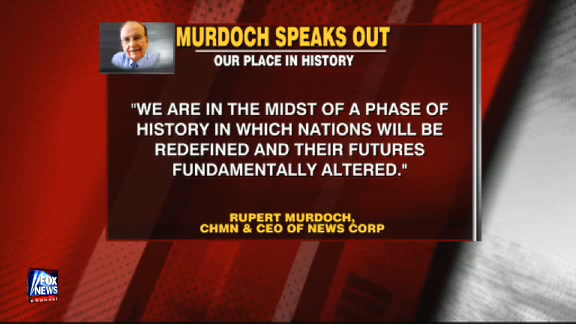 MURDOCH SPEAKS OUT
OUR PLACE IN HISTORY
"WE ARE IN THE MIDST OF A PHASE OF
HISTORY IN WHICH NATIONS WILL BE
REDEFINED AND THEIR FUTURES
FUNDAMENTALLY ALTERED."
RUPERT MURDOCH,
CHMN & CEO OF NEWS CORP
FOX
NEWS
channel